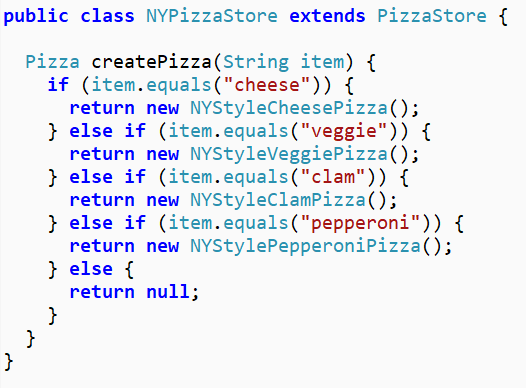 public class NYPizzaStore extends PizzaStore {
Pizza createPizza(String item) {
if (item.equals("cheese")) {
return new NYStyleCheesePizza();
} else if (item.equals("veggie")) {
return new NYStyleVeggiePizza();
} else if (item.equals("clam")) {
return new NYStyleClamPizza();
} else if (item.equals("pepperoni")) {
return new NYStylePepperoniPizza();
} else {
return null;
}
}
}